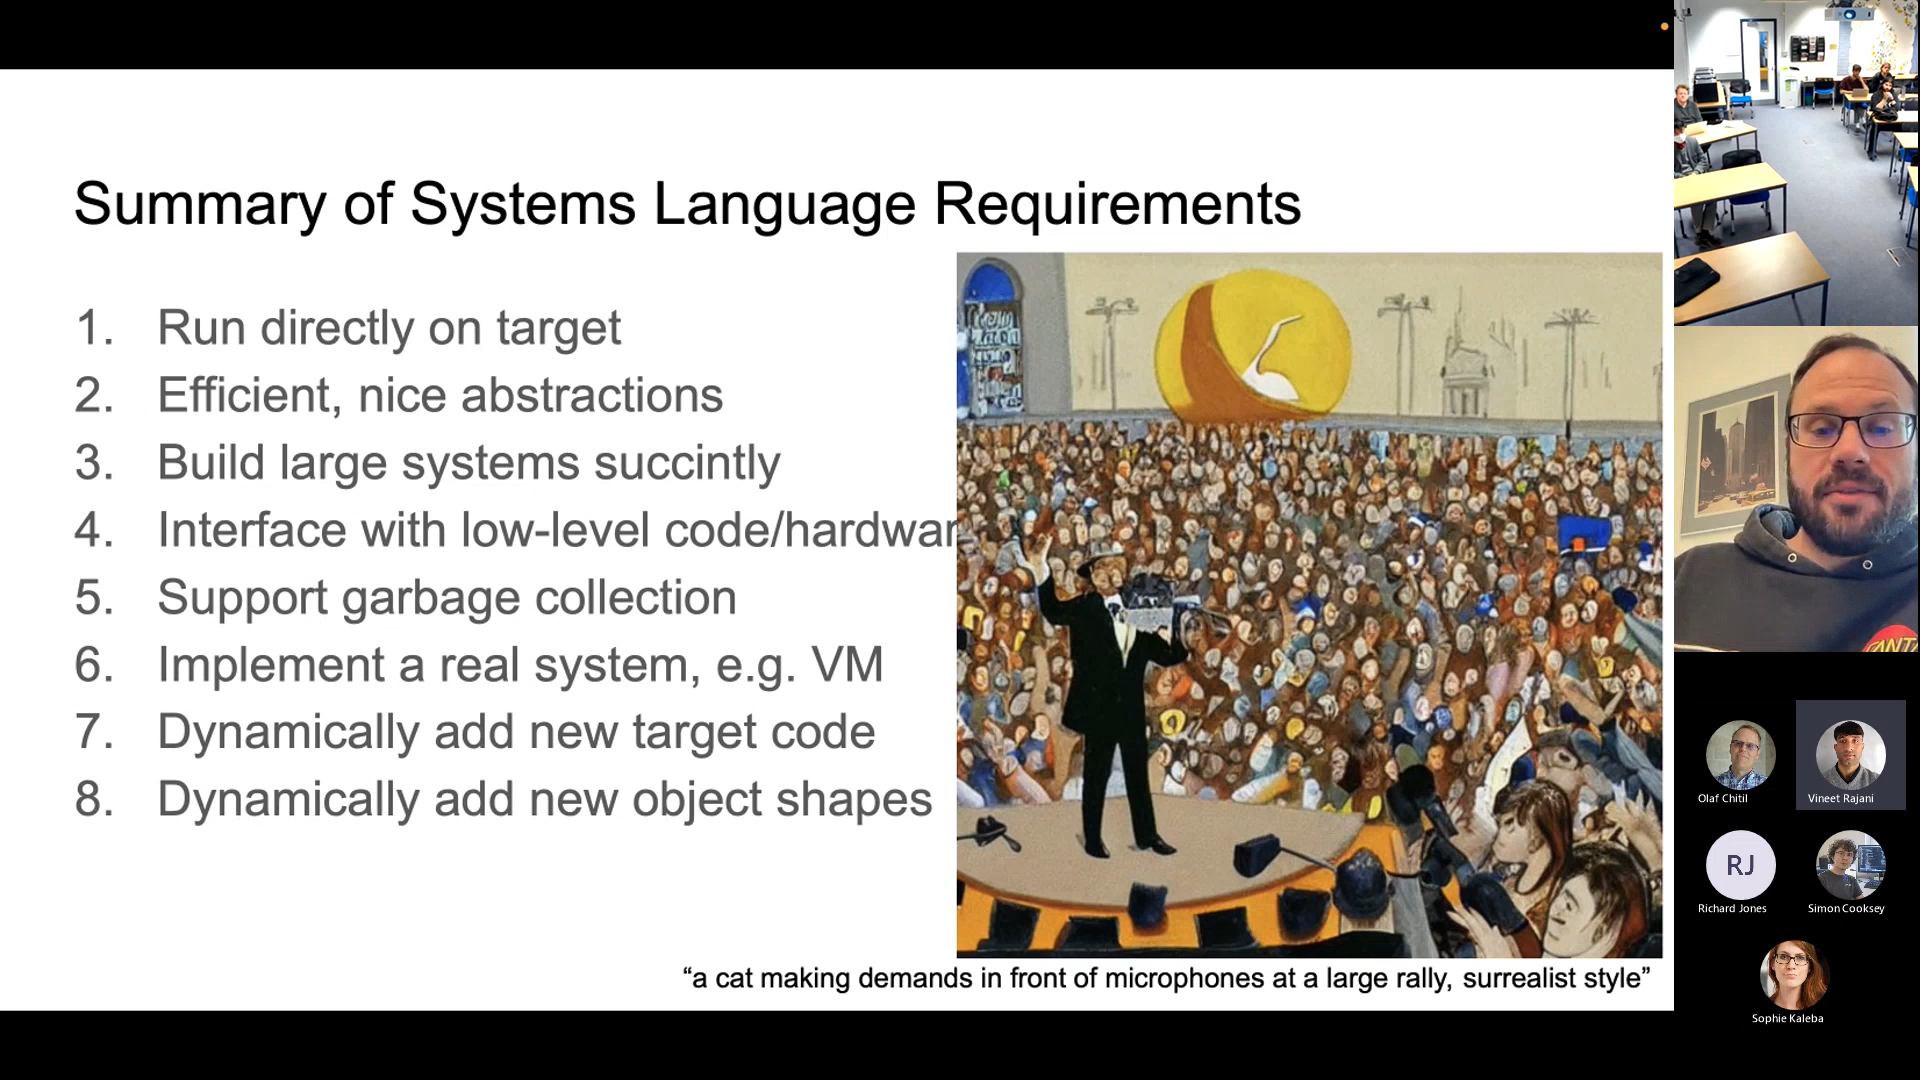 Summary of Systems Language Requirements
1. Run directly on target
2. Efficient, nice abstractions
3. Build large systems succintly
4. Interface with low-level code/hardwar
5. Support garbage collection
6. Implement a real system, e.g. VM
7. Dynamically add new target code
8. Dynamically add new object shapes
“a cat making demands in front of microphones at a large rally, surrealist style”
Olaf Chitil
Vineet Rajani
RJ
Richard Jones
Simon Cooksey
Sophie Kaleba